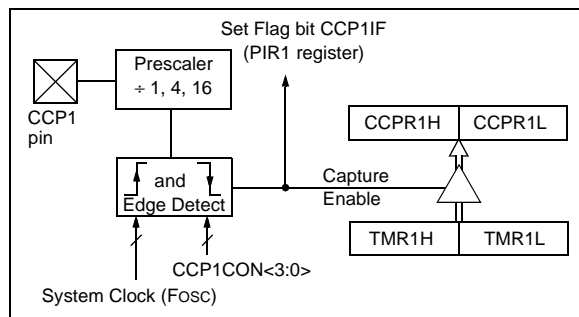 Set Flag bit CCP1IF
(PIR1 register)
Prescaler
÷ 1, 4, 16
CCP1
pin
CCPR1H
CCPR1L
and
Edge Detect
Capture
Enable
TMR1H
TMR1L
CCP1CON<3:0>
System Clock (FOSC)